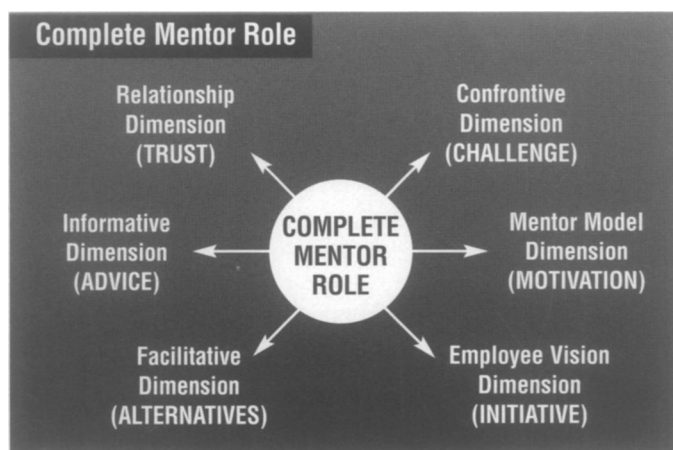 Complete Mentor Role
Relationship
Dimension
(TRUST)
Confrontive
Dimension
(CHALLENGE)
Informative
Dimension
(ADVICE)
COMPLETE
MENTOR
ROLE
Mentor Model
Dimension
(MOTIVATION)
Facilitative
Dimension
(ALTERNATIVES)
Employee Vision
Dimension
(INITIATIVE)